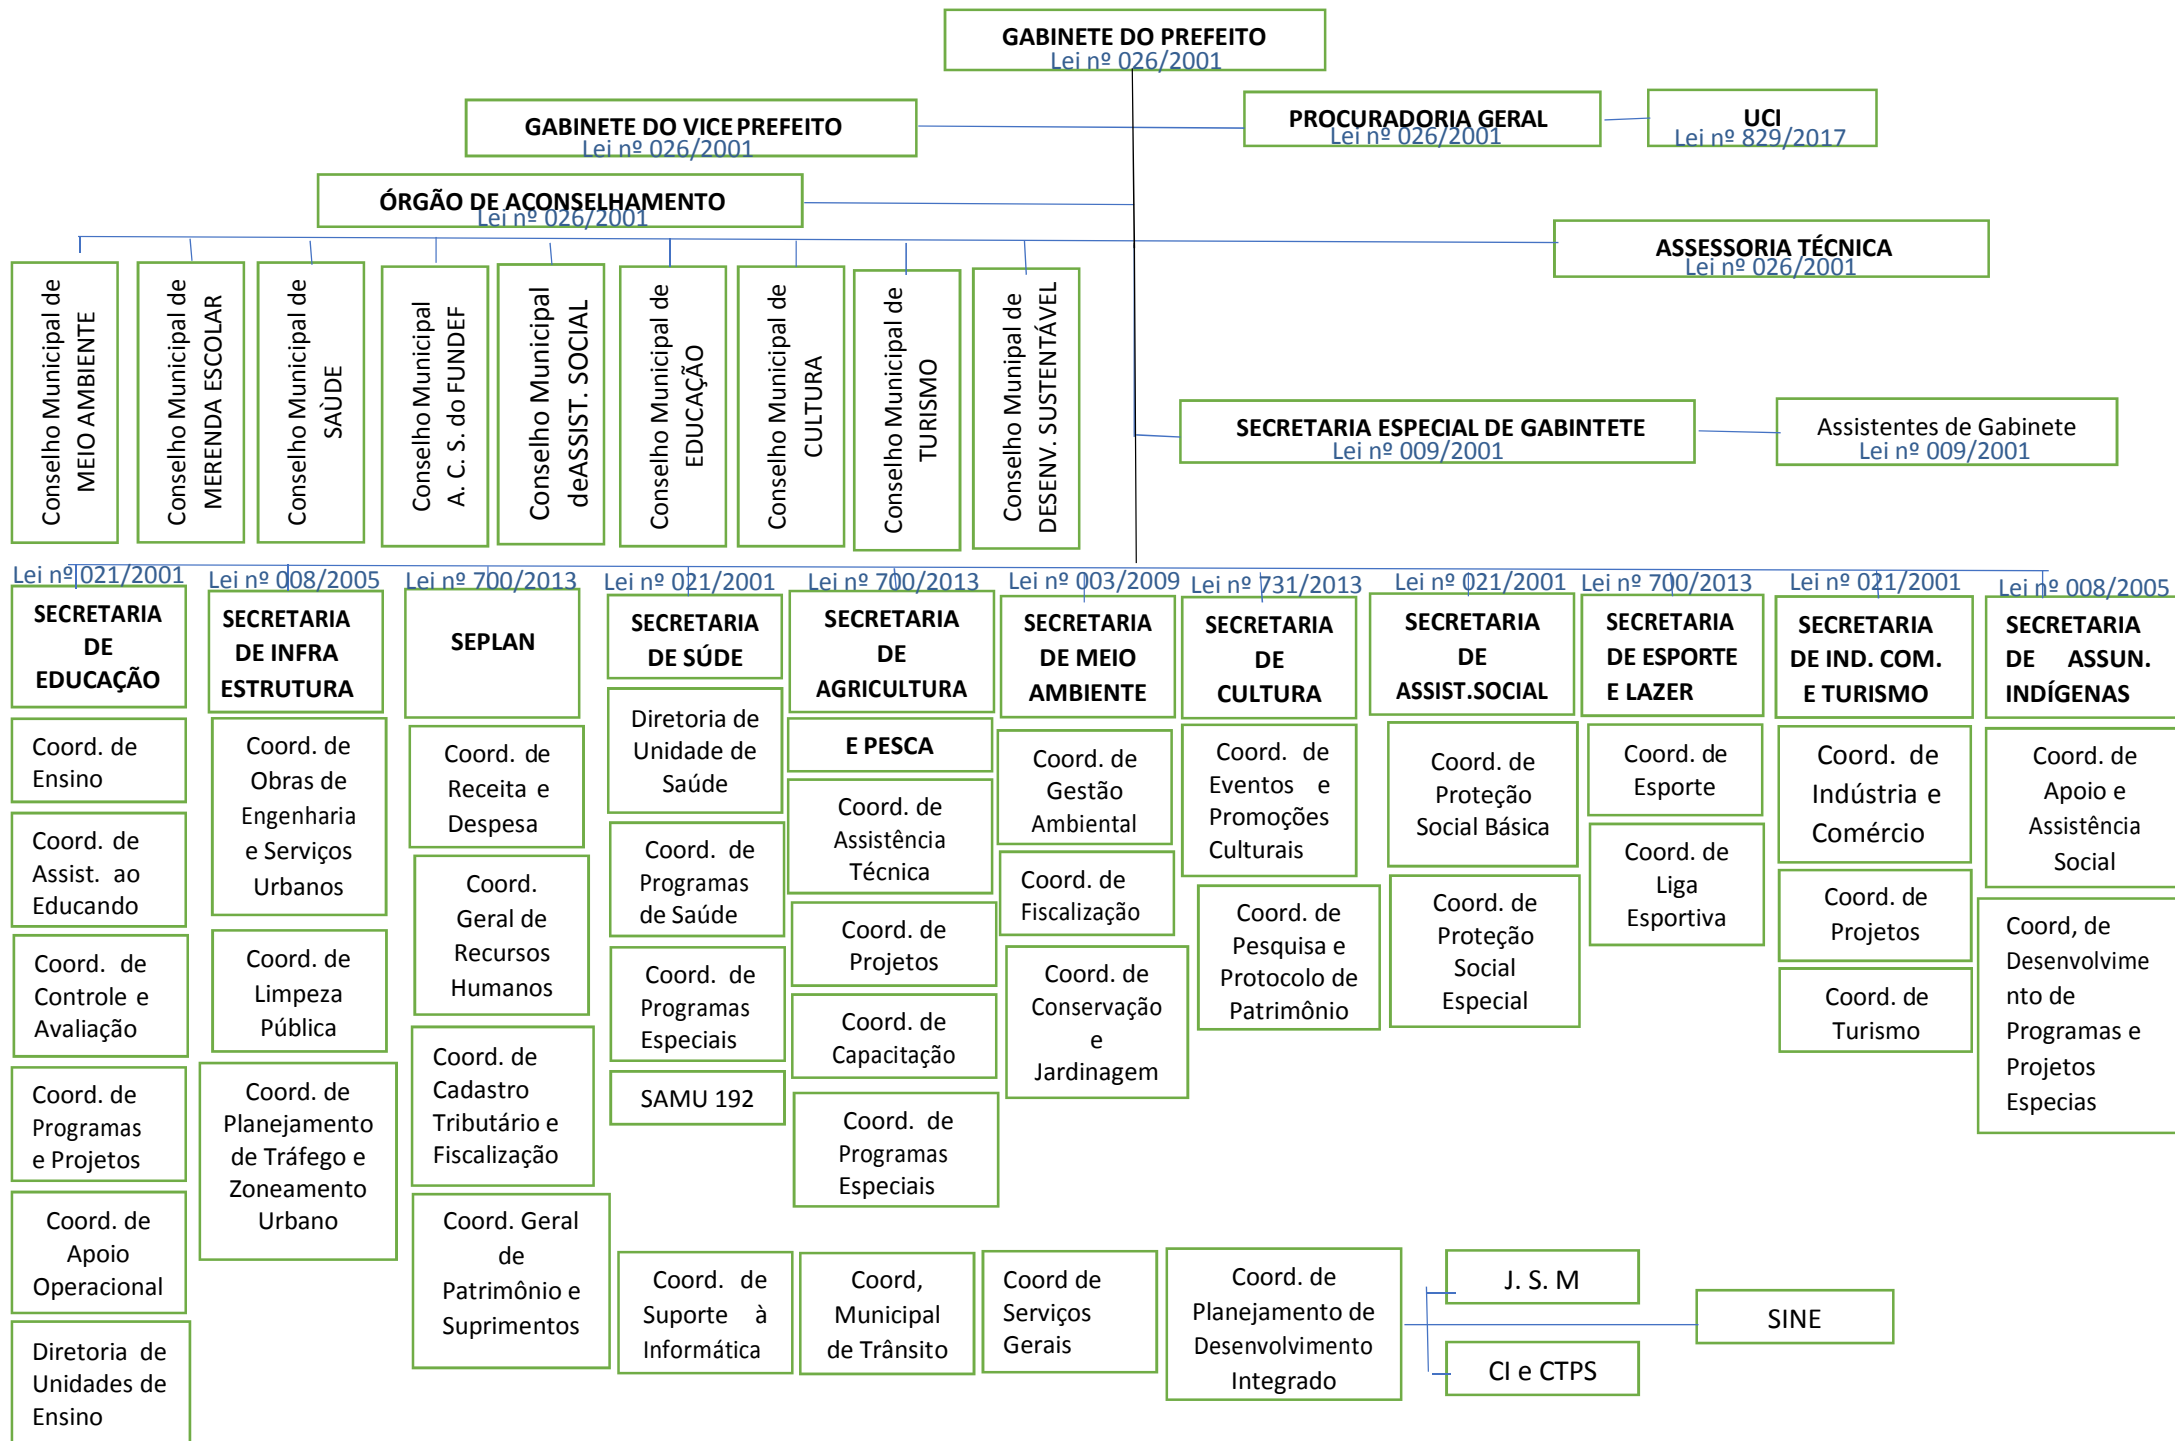 GABINETE DO PREFEITO
Lei nº 026/2001
GABINETE DO VICE PREFEITO
Lei nº 026/2001
PROCURADORIA GERAL
Lei nº 026/2001
UCI
Lei nº 829/2017
ÓRGÃO DE ACONSELHAMENTO
Lei nº 026/2001
ASSESSORIA TÉCNICA
Lei nº 026/2001
Conselho Municipal de
MEIO AMBIENTE
Conselho Municipal de
MERENDA ESCOLAR
Conselho Municipal de
SAÙDE
Conselho Municipal
A. C. S. do FUNDEF
Conselho Municipal
deASSIST. SOCIAL
Conselho Municipal de
EDUCAÇÃO
Conselho Municipal de
CULTURA
Conselho Municipal de
TURISMO
Conselho Munipal de
DESENV. SUSTENTÁVEL
SECRETARIA ESPECIAL DE GABINTETE
Lei nº 009/2001
Assistentes de Gabinete
Lei nº 009/2001
Lei nº 021/2001
SECRETARIA
DE
EDUCAÇÃO
Coord. de
Ensino
Coord. de
Assist. ao
Educando
Coord. de
Controle e
Avaliação
Coord. de
Programas
e Projetos
Coord. de
Apoio
Operacional
Diretoria de
Unidades de
Ensino
Lei nº 008/2005
SECRETARIA
DE INFRA
ESTRUTURA
Coord. de
Obras de
Engenharia
e Serviços
Urbanos
Coord. de
Limpeza
Pública
Coord. de
Planejamento
de Tráfego e
Zoneamento
Urbano
Lei nº 700/2013
SEPLAN
Coord. de
Receita e
Despesa
Coord.
Geral de
Recursos
Humanos
Coord. de
Cadastro
Tributário e
Fiscalização
Coord. Geral
de
Patrimônio e
Suprimentos
Lei nº 021/2001
SECRETARIA
DE SÚDE
Diretoria de
Unidade de
Saúde
Coord. de
Programas
de Saúde
Coord. de
Programas
Especiais
SAMU 192
Lei nº 700/2013
SECRETARIA
DE
AGRICULTURA
E PESCA
Coord. de
Assistência
Técnica
Coord. de
Projetos
Coord. de
Capacitação
Coord. de
Programas
Especiais
Lei nº 003/2009
SECRETARIA
DE MEIO
AMBIENTE
Coord. de
Gestão
Ambiental
Coord. de
Fiscalização
Coord. de
Conservação
e
Jardinagem
Lei nº 731/2013
SECRETARIA
DE
CULTURA
Coord. de
Eventos e
Promoções
Culturais
Coord. de
Pesquisa e
Protocolo de
Patrimônio
Lei nº 021/2001
SECRETARIA
DE
ASSIST.SOCIAL
Coord. de
Proteção
Social Básica
Coord. de
Proteção
Social
Especial
Lei nº 700/2013
SECRETARIA
DE ESPORTE
E LAZER
Coord. de
Esporte
Coord. de
Liga
Esportiva
Lei nº 021/2001
SECRETARIA
DE IND. COM.
E TURISMO
Coord. de
Indústria e
Comércio
Coord. de
Projetos
Coord. de
Turismo
Lei nº 008/2005
SECRETARIA
DE ASSUN.
INDÍGENAS
Coord. de
Apoio e
Assistência
Social
Coord, de
Desenvolvime
nto de
Programas e
Projetos
Especias
Coord. de
Suporte à
Informática
Coord,
Municipal
de Trânsito
Coord de
Serviços
Gerais
Coord. de
Planejamento de
Desenvolvimento
Integrado
J. S. M
SINE
CI e CTPS